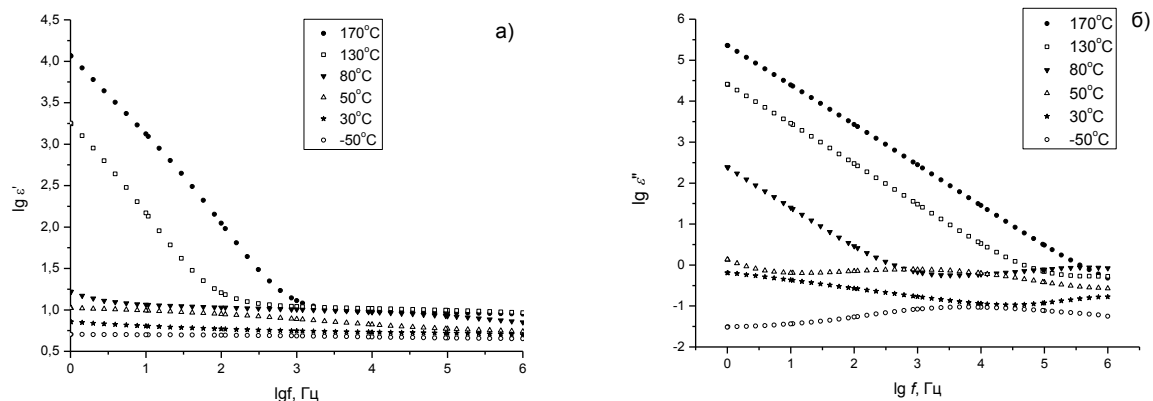 а)
4,5
4,0
3,5
3,0
2,5
2,0
1,5
1,0
0,5
lg ε'
170°C
130°C
80°C
50°C
30°C
-50°C
0 1 2 3 4 5 6
lgf, Гц
б)
6
5
4
3
2
1
0
-1
-2
lg ε''
170°C
130°C
80°C
50°C
30°C
-50°C
0 1 2 3 4 5 6
lg f, Гц